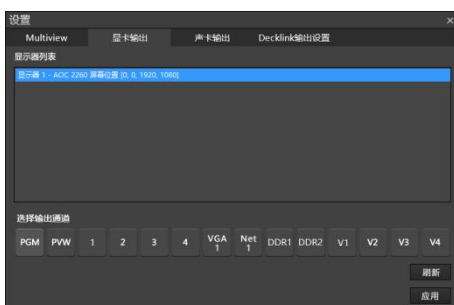 设置
Multiview 显卡输出 声卡输出 Decklink输出设置
显示器列表
显示器 1 - AOC 2260 屏幕位置 [0, 0, 1920, 1080]
选择输出通道
PGM PVW 1 2 3 4 VGA 1 Net 1 DDR1 DDR2 V1 V2 V3 V4
刷新
应用